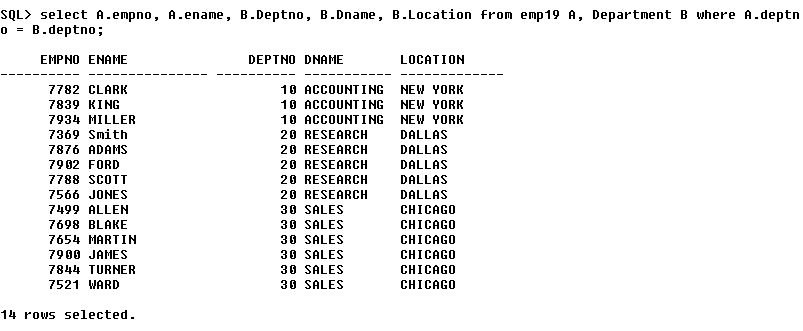 SQL> select A.empno, A.ename, B.Deptno, B.Dname, B.Location from emp19 A, Department B where A.deptn
o = B.deptno;
     EMPNO ENAME                DEPTNO DNAME       LOCATION
---------- --------------- ---------- ----------- -------------
      7782 CLARK                    10 ACCOUNTING  NEW YORK
      7839 KING                     10 ACCOUNTING  NEW YORK
      7934 MILLER                   10 ACCOUNTING  NEW YORK
      7369 Smith                    20 RESEARCH    DALLAS
      7876 ADAMS                    20 RESEARCH    DALLAS
      7902 FORD                     20 RESEARCH    DALLAS
      7788 SCOTT                    20 RESEARCH    DALLAS
      7566 JONES                    20 RESEARCH    DALLAS
      7499 ALLEN                    30 SALES       CHICAGO
      7698 BLAKE                    30 SALES       CHICAGO
      7654 MARTIN                   30 SALES       CHICAGO
      7900 JAMES                    30 SALES       CHICAGO
      7844 TURNER                   30 SALES       CHICAGO
      7521 WARD                     30 SALES       CHICAGO
14 rows selected.